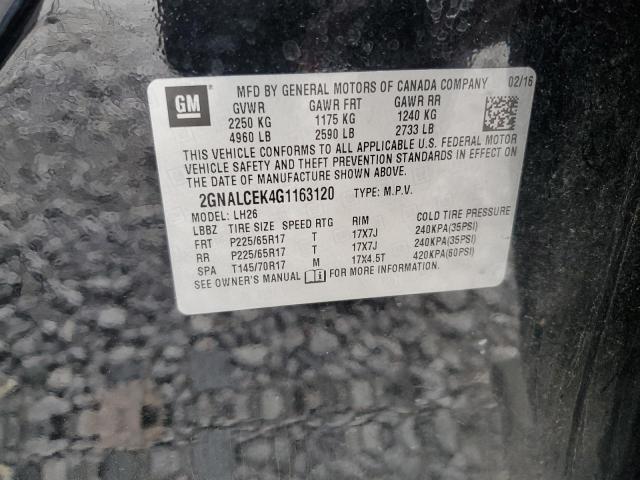 GM
MFD BY GENERAL MOTORS OF CANADA COMPANY 02/16
GVWR GAWR FRT GAWR RR
2250 KG 1175 KG 1240 KG
4960 LB 2590 LB 2733 LB
THIS VEHICLE CONFORMS TO ALL APPLICABLE U.S. FEDERAL MOTOR
VEHICLE SAFETY AND THEFT PREVENTION STANDARDS IN EFFECT ON
THE DATE OF MANUFACTURE SHOWN ABOVE.
2GNALCEK4G1163120 TYPE: M.P.V.
MODEL: LH26
LBBZ TIRE SIZE SPEED RTG RIM COLD TIRE PRESSURE
FRT P225/65R17 T 17X7J 240KPA(35PSI)
RR P225/65R17 T 17X7J 240KPA(35PSI)
SPA T145/70R17 M 17X4.5T 420KPA(60PSI)
SEE OWNER'S MANUAL FOR MORE INFORMATION.